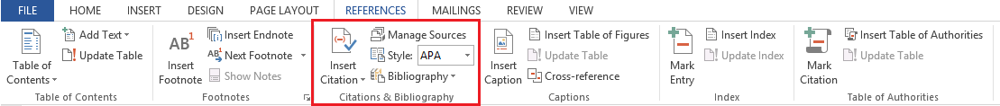 FILE HOME INSERT DESIGN PAGE LAYOUT REFERENCES MAILINGS REVIEW VIEW
Table of
Contents
Add Text
Update Table
Table of Contents
AB1
Insert
Footnote
Insert Endnote
AB1 Next Footnote
Show Notes
Footnotes
Insert
Citation
Manage Sources
Style: APA
Bibliography
Citations & Bibliography
Insert
Caption
Insert Table of Figures
Update Table
Cross-reference
Captions
Mark
Entry
Insert Index
Update Index
Index
Mark
Citation
Insert Table of Authorities
Update Table
Table of Authorities